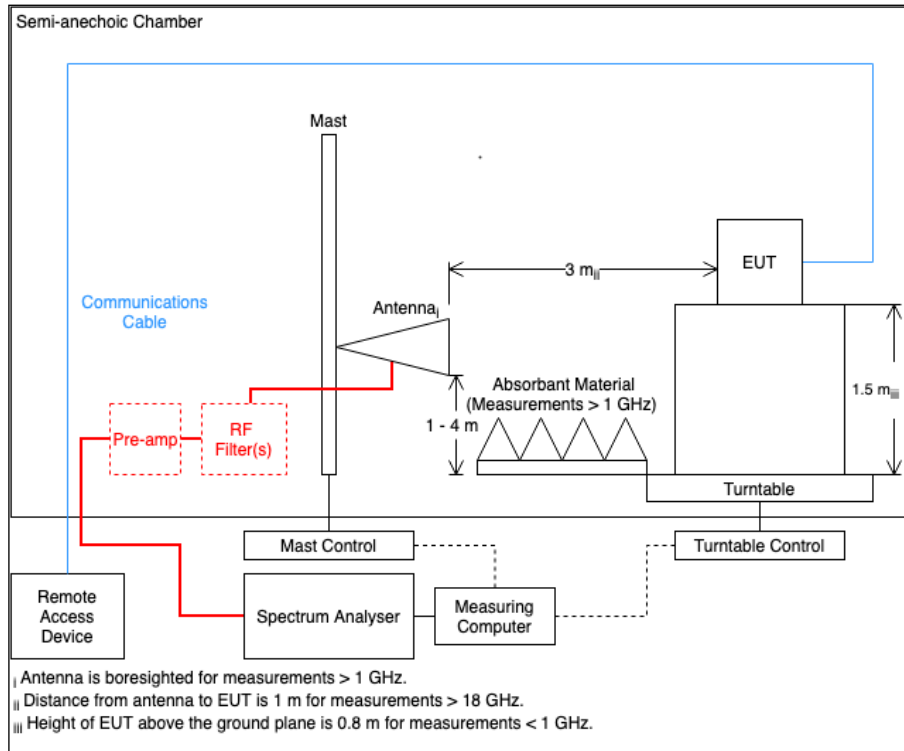 Semi-anechoic Chamber
Mast
EUT
3 mii
Communications
Cable
Antennai
Absorbant Material
(Measurements > 1 GHz)
1.5 miii
1 - 4 m
Pre-amp
RF
Filter(s)
Turntable
Mast Control
Turntable Control
Remote
Access
Device
Spectrum Analyser
Measuring
Computer
i Antenna is boresighted for measurements > 1 GHz.
ii Distance from antenna to EUT is 1 m for measurements > 18 GHz.
iii Height of EUT above the ground plane is 0.8 m for measurements < 1 GHz.